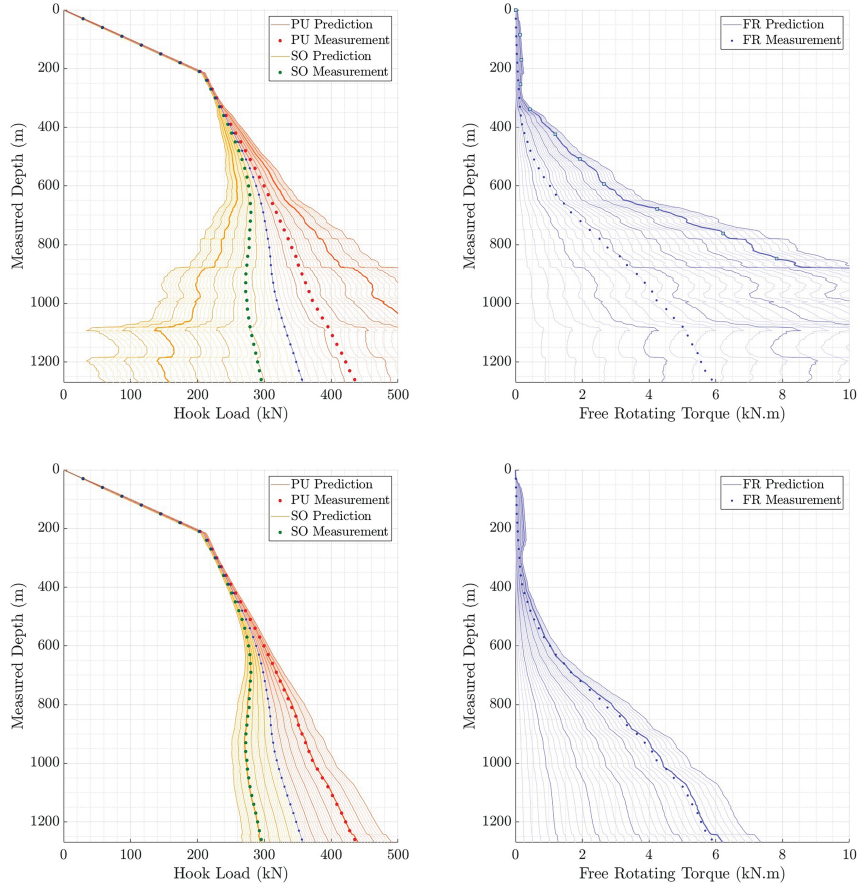 0
200
400
600
800
1000
1200
Measured Depth (m)
0 100 200 300 400 500
Hook Load (kN)
PU Prediction
PU Measurement
SO Prediction
SO Measurement
0
200
400
600
800
1000
1200
Measured Depth (m)
0 2 4 6 8 10
Free Rotating Torque (kN.m)
FR Prediction
FR Measurement
0
200
400
600
800
1000
1200
Measured Depth (m)
0 100 200 300 400 500
Hook Load (kN)
PU Prediction
PU Measurement
SO Prediction
SO Measurement
0
200
400
600
800
1000
1200
Measured Depth (m)
0 2 4 6 8 10
Free Rotating Torque (kN.m)
FR Prediction
FR Measurement